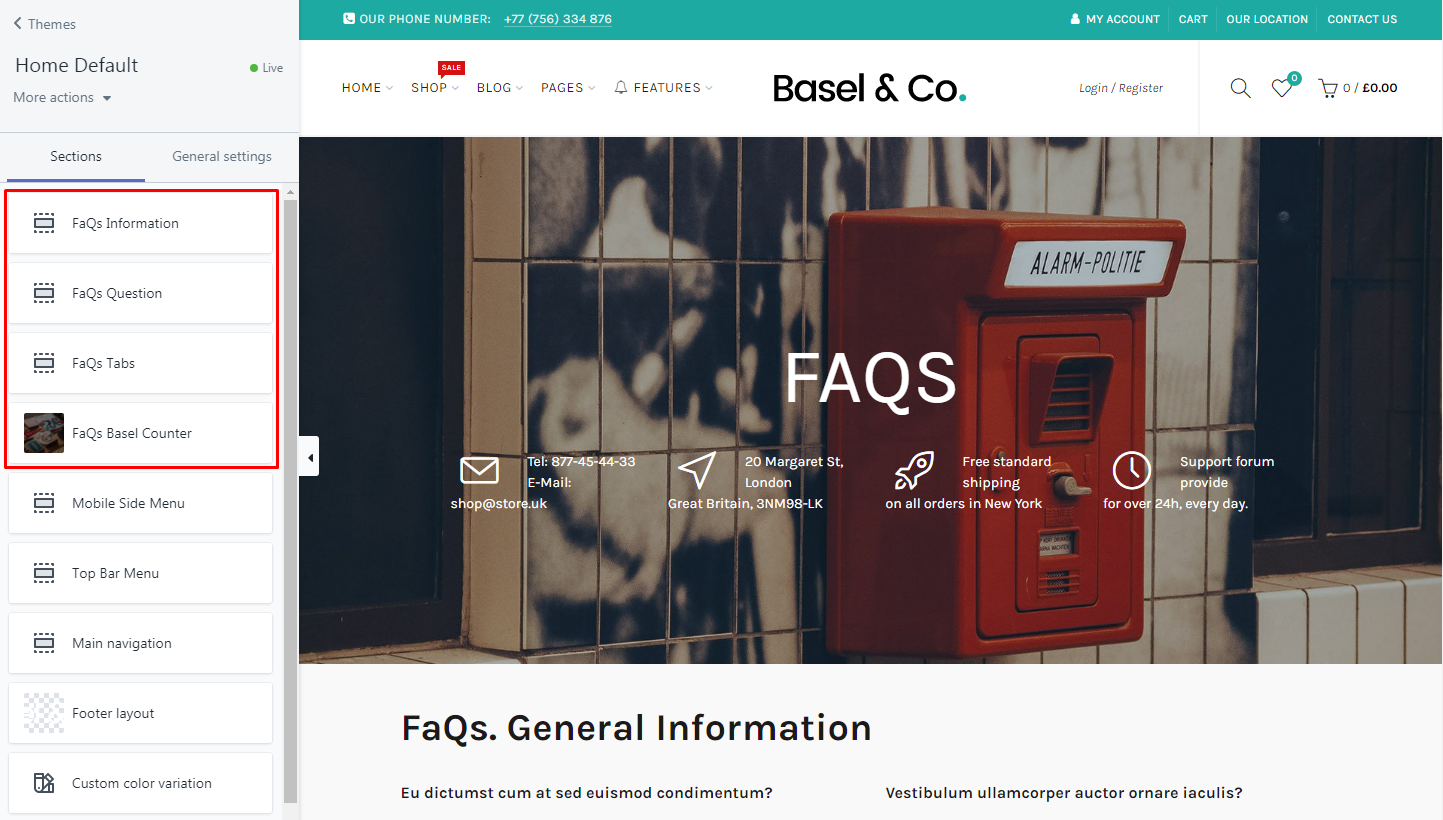 Themes
Home Default
Live
More actions
Sections
General settings
FaQs Information
FaQs Question
FaQs Tabs
FaQs Basel Counter
Mobile Side Menu
Top Bar Menu
Main navigation
Footer layout
Custom color variation
OUR PHONE NUMBER: +77 (756) 334 876
MY ACCOUNT CART OUR LOCATION CONTACT US
SALE
HOME SHOP BLOG PAGES FEATURES
Basel & Co.
Login / Register
0
0 / £0.00
ALARM-POLITIE
FAQS
Tel: 877-45-44-33
E-Mail:
shop@store.uk
20 Margaret St,
London
Great Britain, 3NM98-LK
Free standard
shipping
on all orders in New York
Support forum
provide
for over 24h, every day.
FaQs. General Information
Eu dictumst cum at sed euismod condimentum?
Vestibulum ullamcorper auctor ornare iaculis?